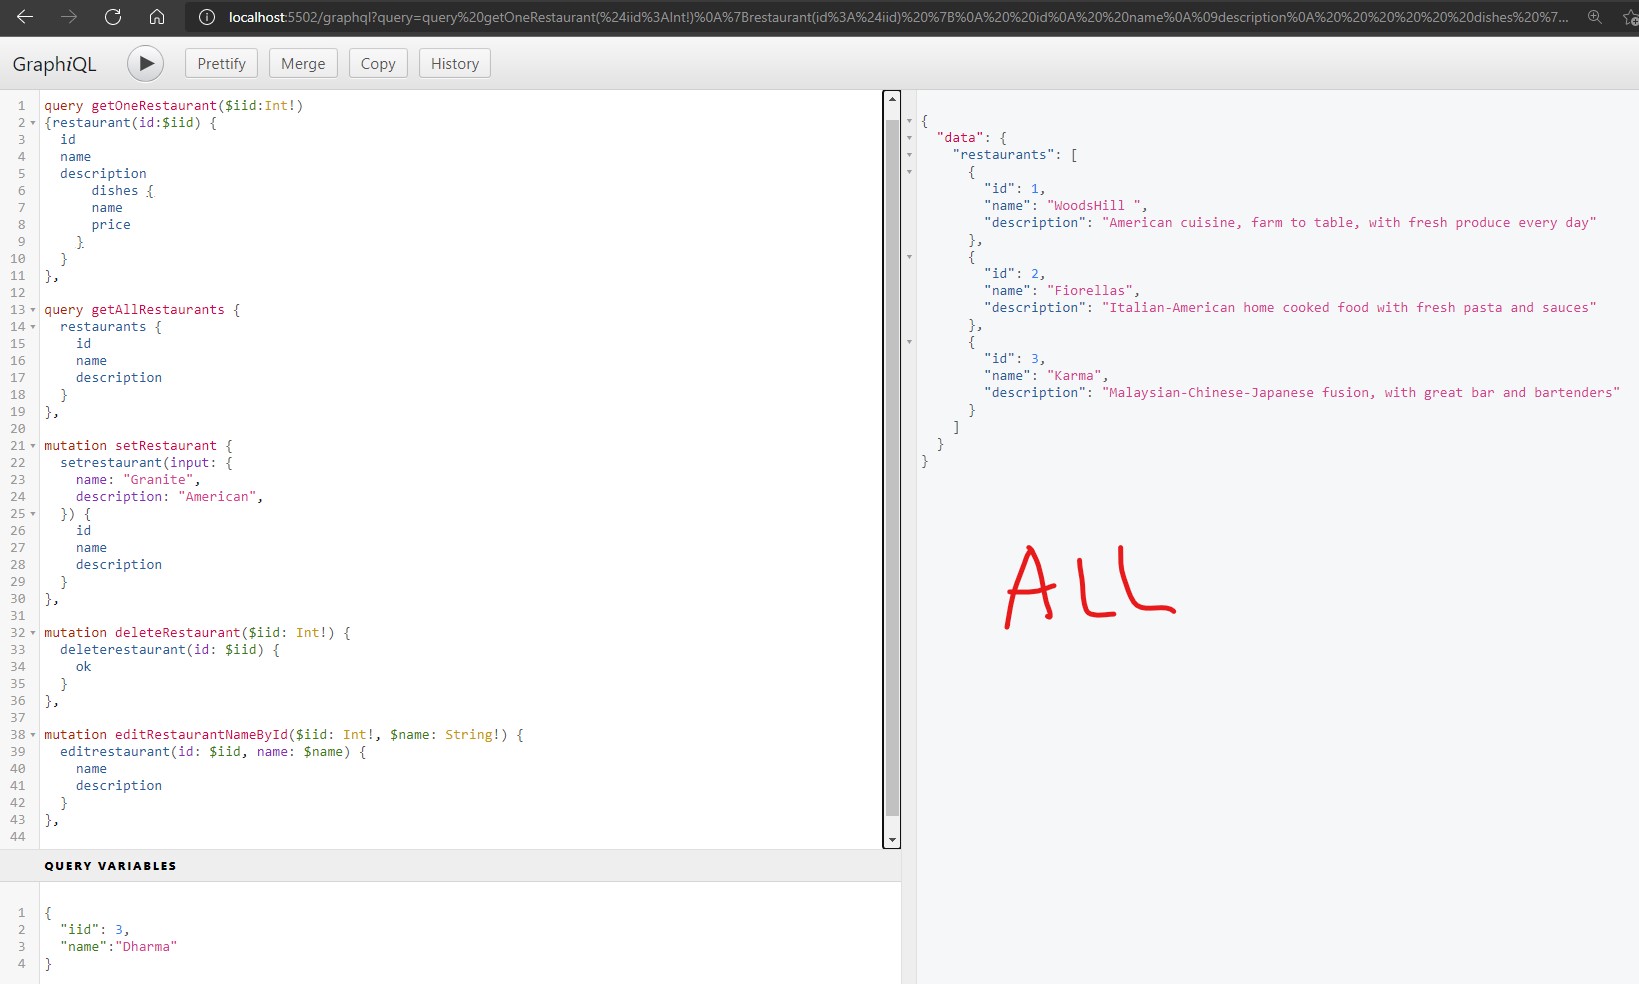 localhost:5502/graphql?query=query%20getOneRestaurant(%24iid%3AInt!)%0A%7Brestaurant(id%3A%24iid)%20%7B%0A%20%20id%0A%20%20name%0A%09description%0A%20%20%20%20%20%20dishes%20%7...
GraphiQL Prettify Merge Copy History
1 query getOneRestaurant($iid:Int!)
2 {restaurant(id:$iid) {
3 id
4 name
5 description
6 dishes {
7 name
8 price
9 }
10 }
11 },
12
13 query getAllRestaurants {
14 restaurants {
15 id
16 name
17 description
18 }
19 },
20
21 mutation setRestaurant {
22 setrestaurant(input: {
23 name: "Granite",
24 description: "American",
25 }) {
26 id
27 name
28 description
29 }
30 },
31
32 mutation deleteRestaurant($iid: Int!) {
33 deleterestaurant(id: $iid) {
34 ok
35 }
36 },
37
38 mutation editRestaurantNameById($iid: Int!, $name: String!) {
39 editrestaurant(id: $iid, name: $name) {
40 name
41 description
42 }
43 },
44
QUERY VARIABLES
1 {
2 "iid": 3,
3 "name":"Dharma"
4 }
{
"data": {
"restaurants": [
{
"id": 1,
"name": "WoodsHill ",
"description": "American cuisine, farm to table, with fresh produce every day"
},
{
"id": 2,
"name": "Fiorellas",
"description": "Italian-American home cooked food with fresh pasta and sauces"
},
{
"id": 3,
"name": "Karma",
"description": "Malaysian-Chinese-Japanese fusion, with great bar and bartenders"
}
]
}
}
ALL